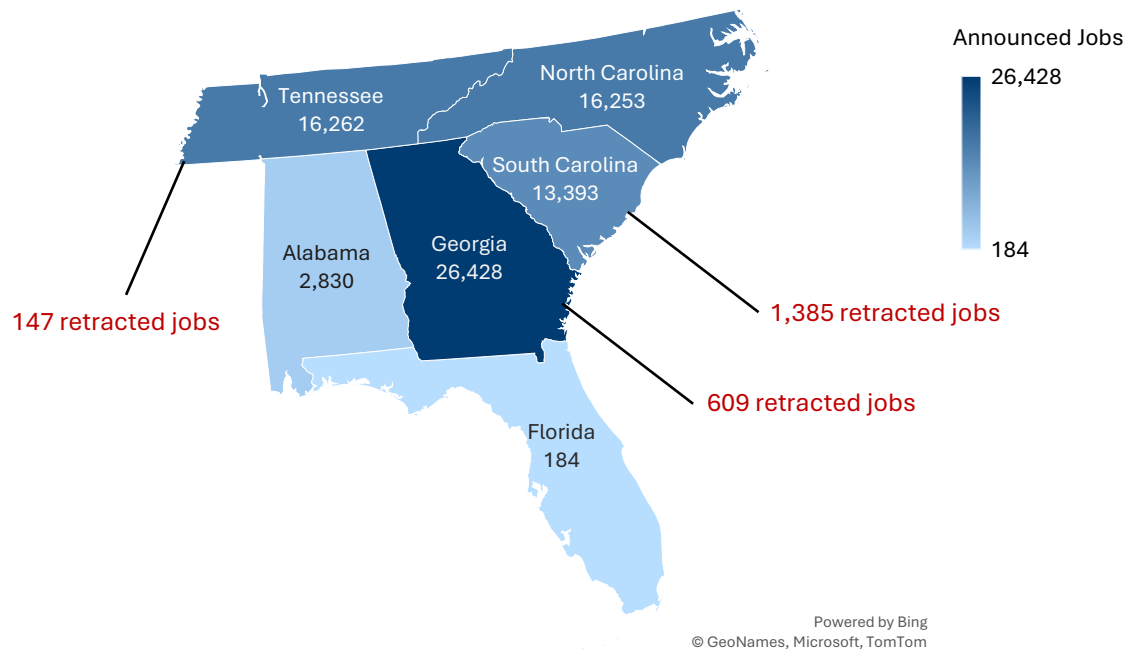 Announced Jobs
26,428
184
North Carolina
16,253
Tennessee
16,262
South Carolina
13,393
Georgia
26,428
Alabama
2,830
147 retracted jobs
1,385 retracted jobs
609 retracted jobs
Florida
184
Powered by Bing
© GeoNames, Microsoft, TomTom